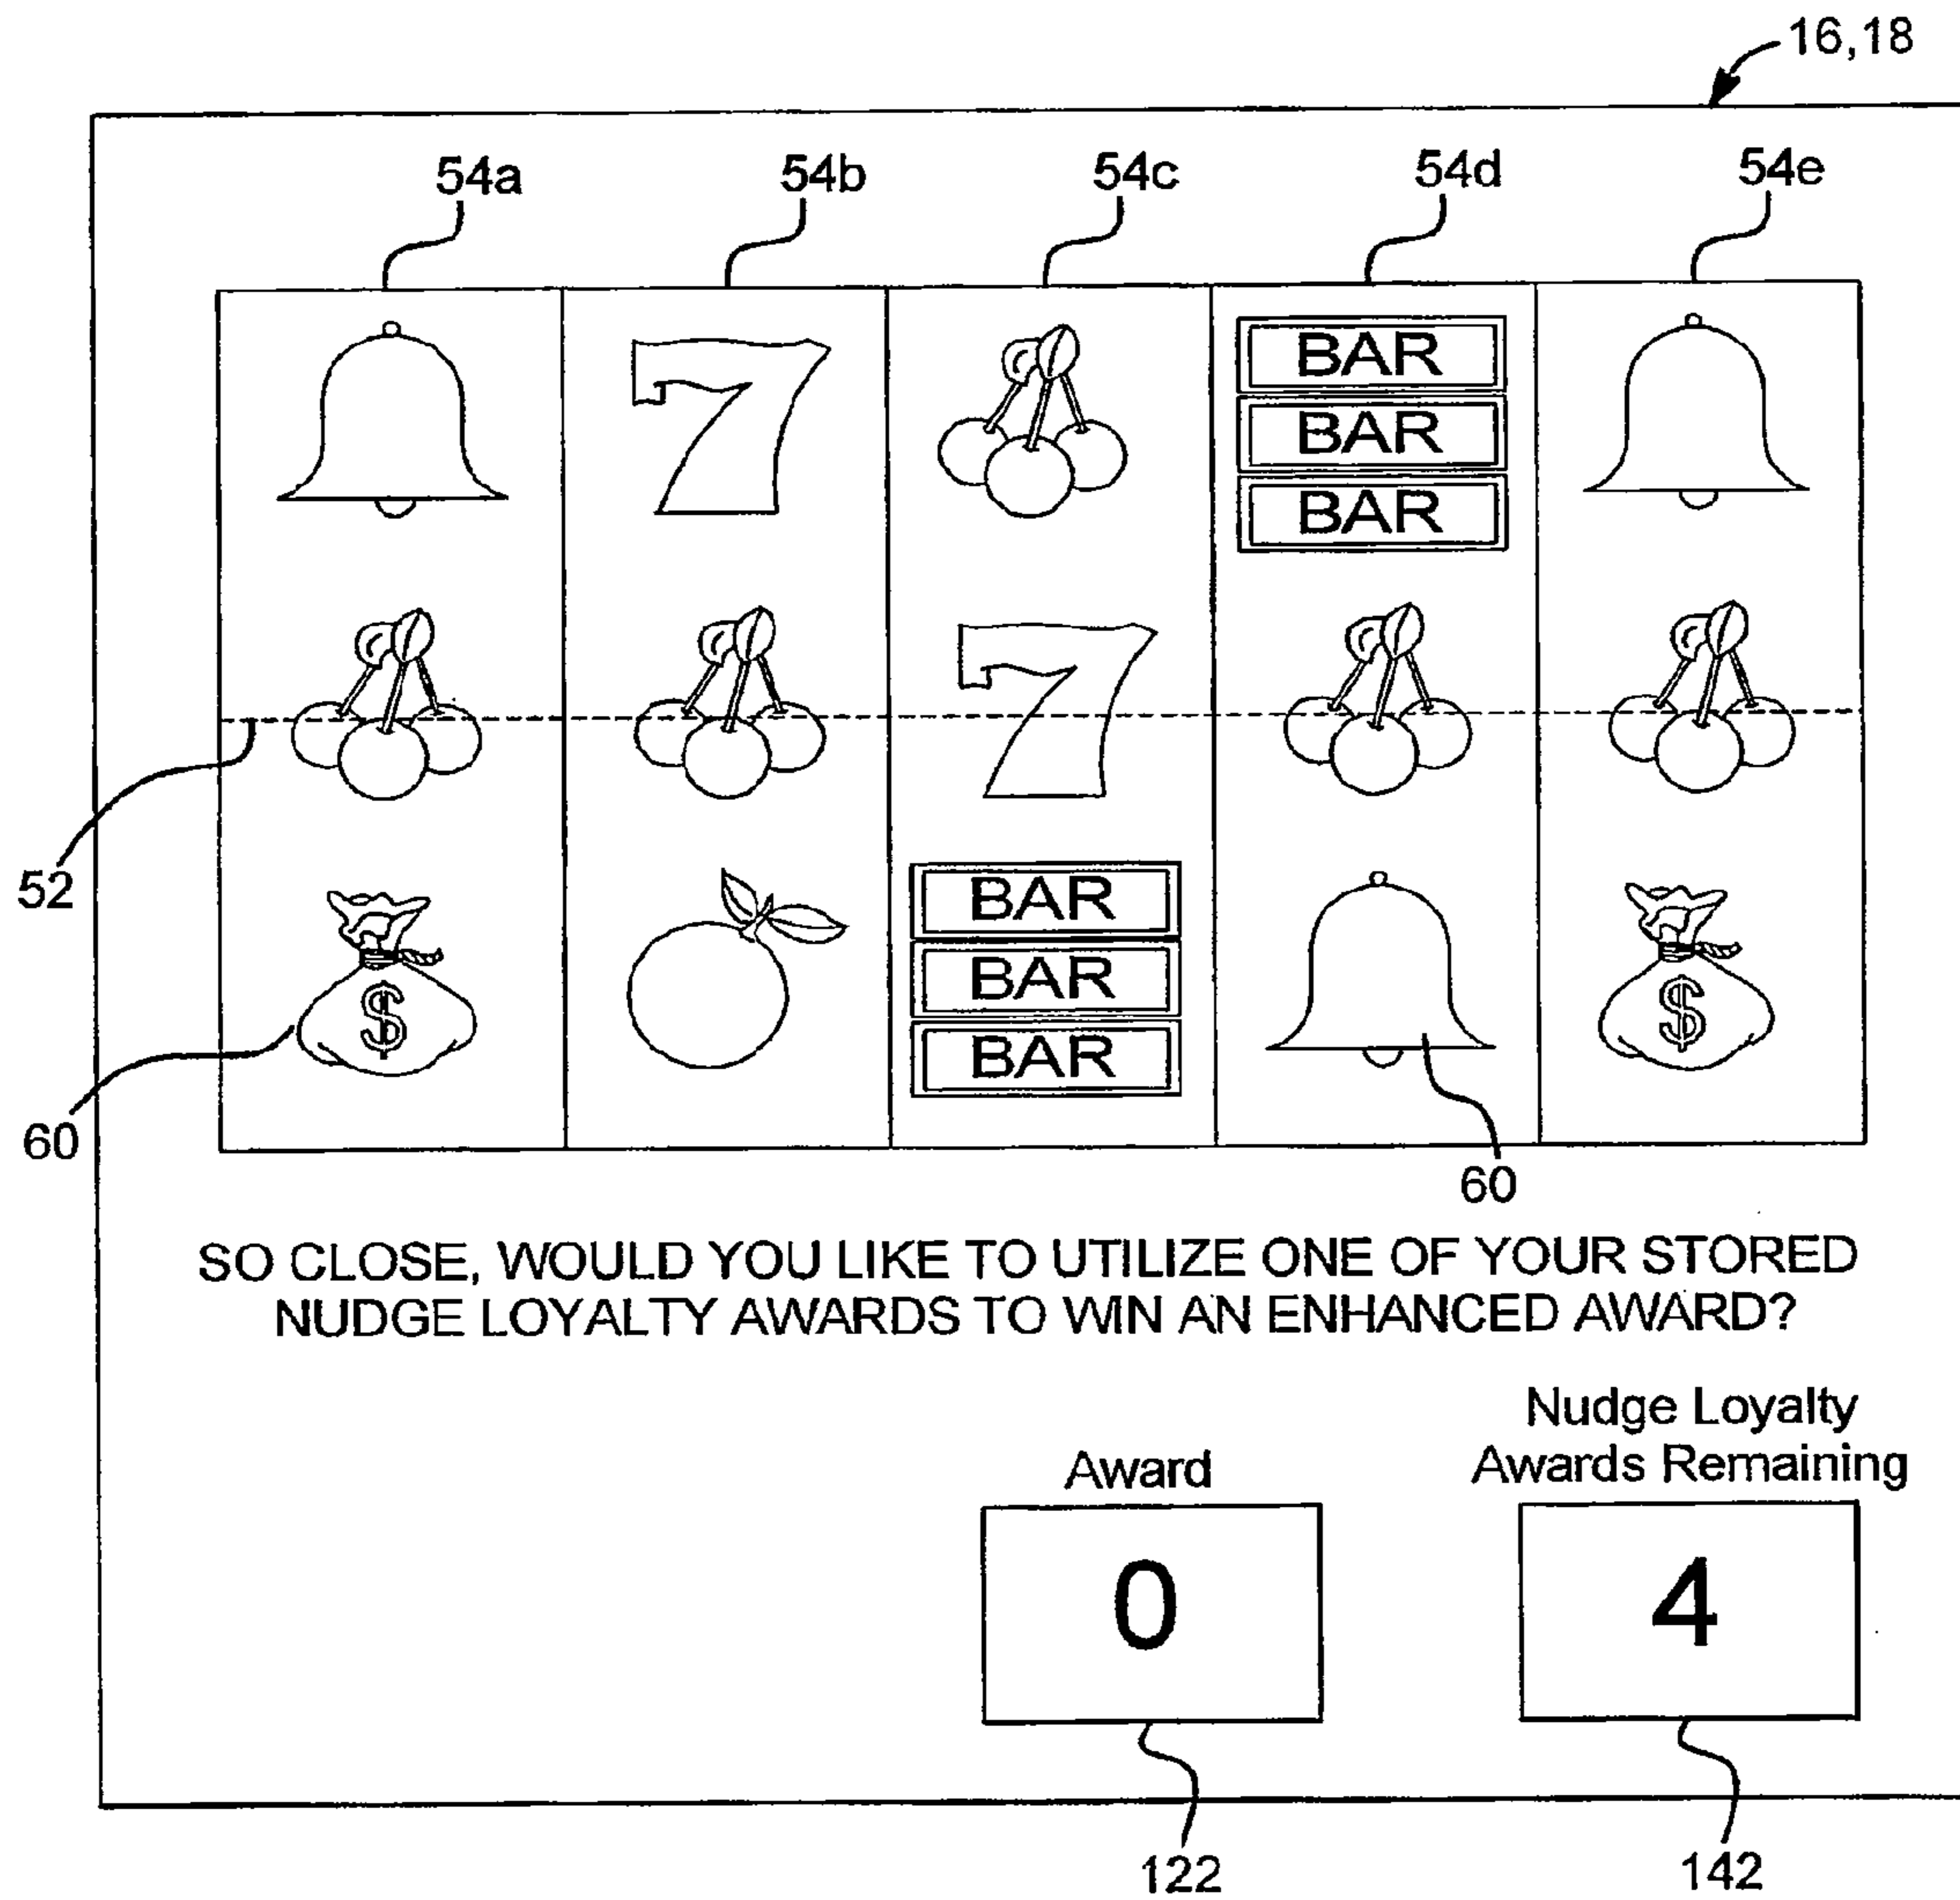 16,18
54a 54b 54c 54d 54e
7
BAR
BAR
BAR
7
52
BAR
BAR
BAR
$
$
60
60
SO CLOSE, WOULD YOU LIKE TO UTILIZE ONE OF YOUR STORED
NUDGE LOYALTY AWARDS TO WIN AN ENHANCED AWARD?
Award
0
Nudge Loyalty
Awards Remaining
4
122
142